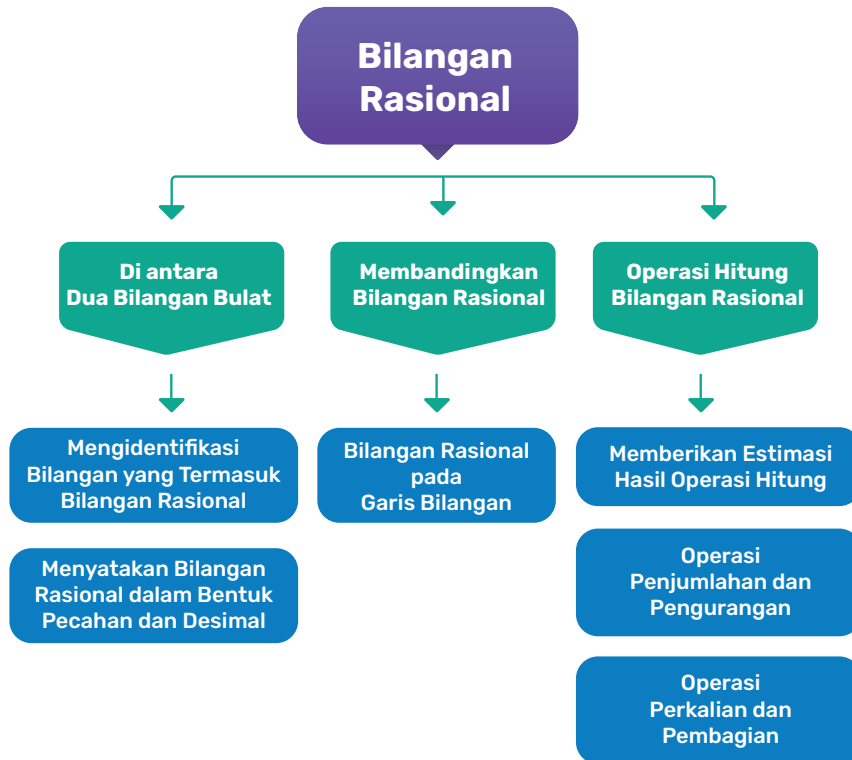 Bilangan
Rasional
Di antara
Dua Bilangan Bulat
Membandingkan
Bilangan Rasional
Operasi Hitung
Bilangan Rasional
Mengidentifikasi
Bilangan yang Termasuk
Bilangan Rasional
Menyatakan Bilangan
Rasional dalam Bentuk
Pecahan dan Desimal
Bilangan Rasional
pada
Garis Bilangan
Memberikan Estimasi
Hasil Operasi Hitung
Operasi
Penjumlahan dan
Pengurangan
Operasi
Perkalian dan
Pembagian